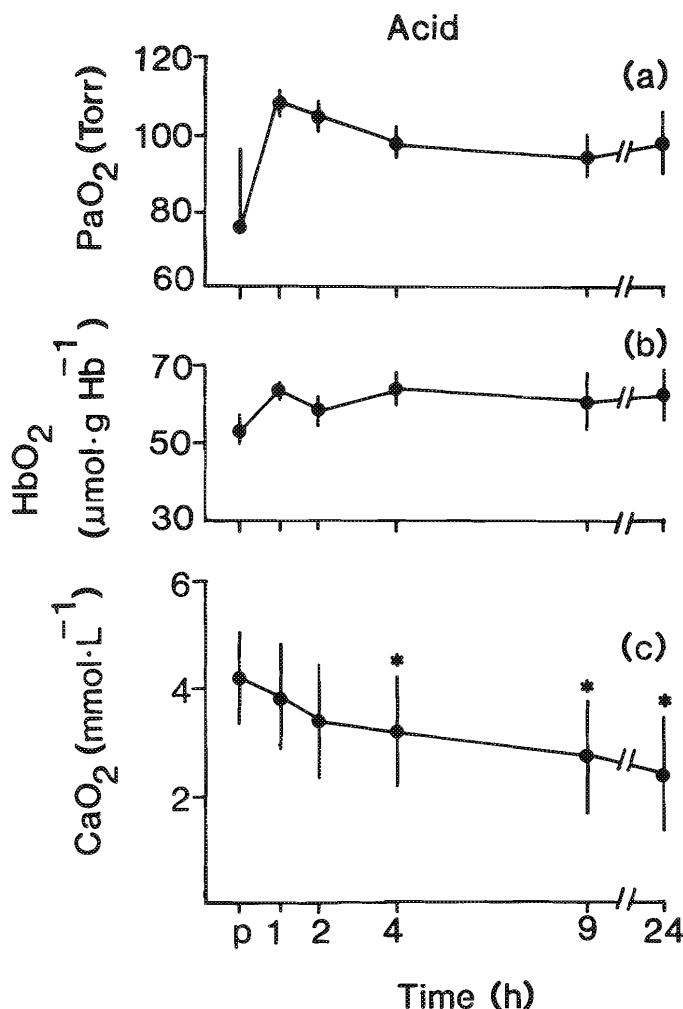 Acid
(a)
PaO2 (Torr)
120
100
80
60
(b)
HbO2
(μmol·g Hb−1)
70
50
30
(c)
CaO2 (mmol·L−1)
6
4
2
*
*
*
p 1 2 4 9 24
Time (h)